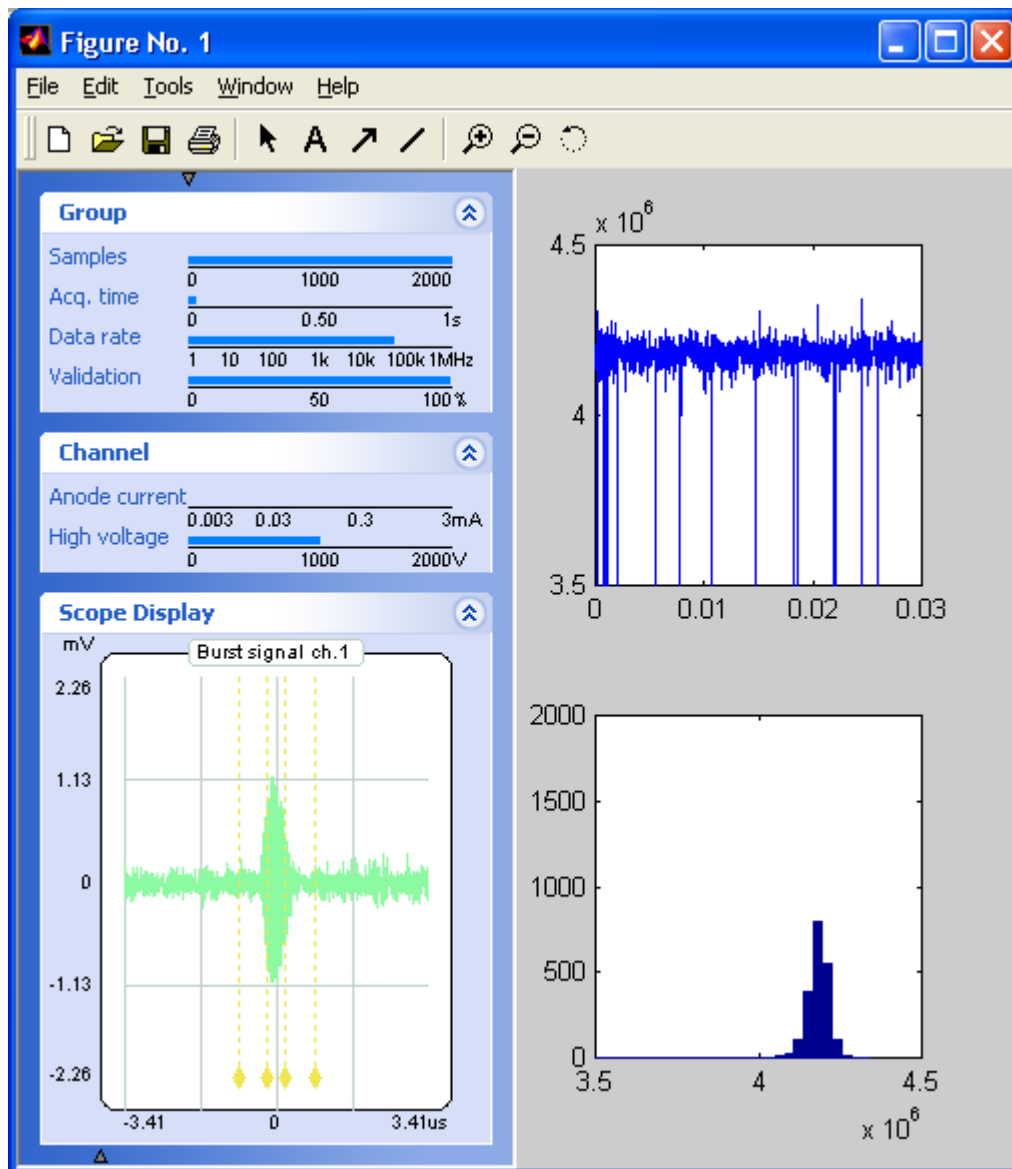 Figure No. 1
File Edit Tools Window Help
Group
Samples
0 1000 2000
Acq. time
0 0.50 1s
Data rate
1 10 100 1k 10k 100k 1MHz
Validation
0 50 100 %
Channel
Anode current
0.003 0.03 0.3 3mA
High voltage
0 1000 2000V
Scope Display
mV
Burst signal ch.1
2.26
1.13
0
-1.13
-2.26
-3.41 0 3.41us
x 10^6
4.5
4
3.5
0 0.01 0.02 0.03
2000
1500
1000
500
0
3.5 4 4.5
x 10^6